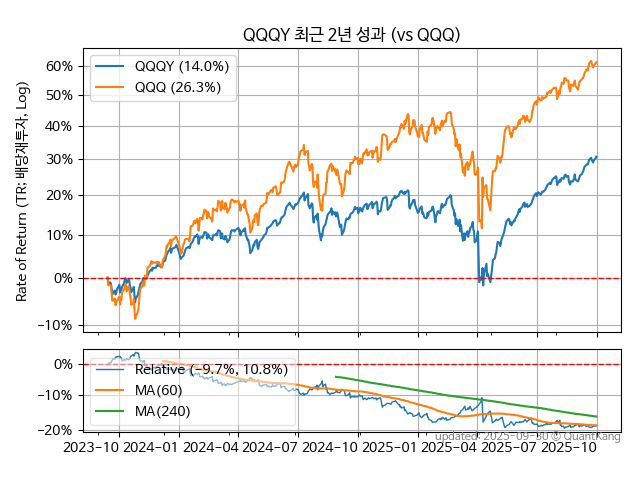 QQQY 최근 2년 성과 (vs QQQ)
Rate of Return (TR: 배당재투자, Log)
60%
50%
40%
30%
20%
10%
0%
−10%
QQQY (14.0%)
QQQ (26.3%)
0%
−10%
−20%
Relative (−9.7%, 10.8%)
MA(60)
MA(240)
updated: 2025-09-30 © QuantKang
2023-10 2024-01 2024-04 2024-07 2024-10 2025-01 2025-04 2025-07 2025-10